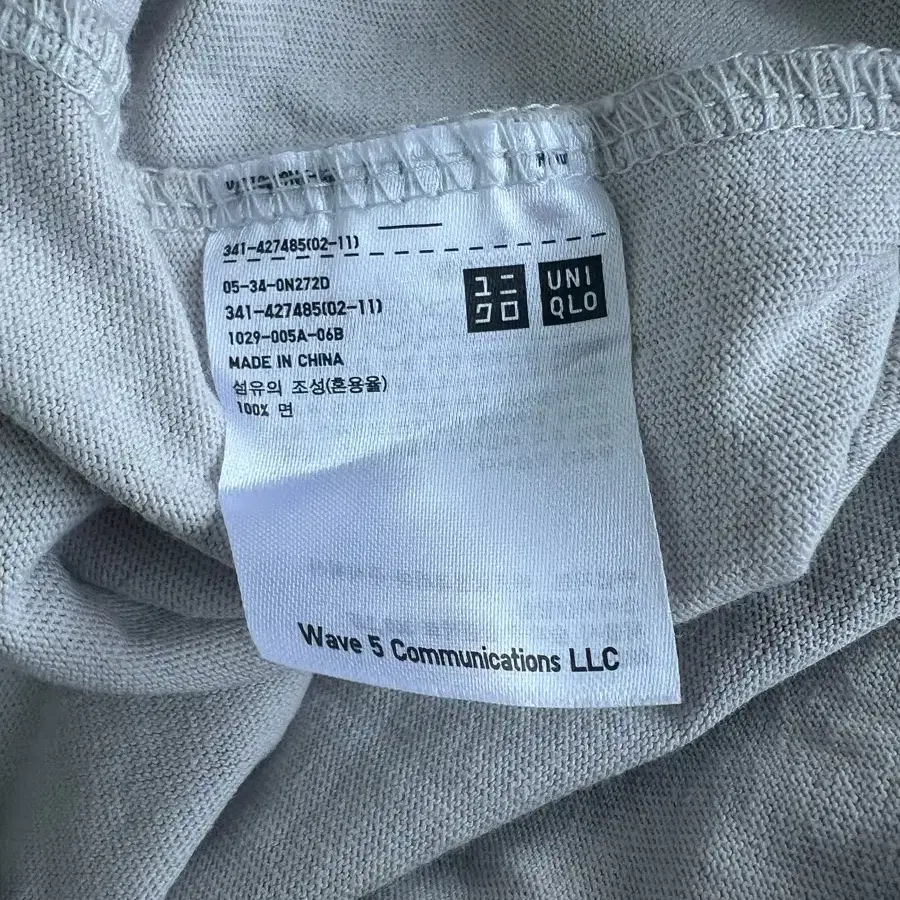 341-427485(02-11)
05-34-0N272D
341-427485(02-11)
1029-005A-06B
MADE IN CHINA
섬유의 조성(혼용율)
100% 면
ユニ
クロ
UNI
QLO
Wave 5 Communications LLC